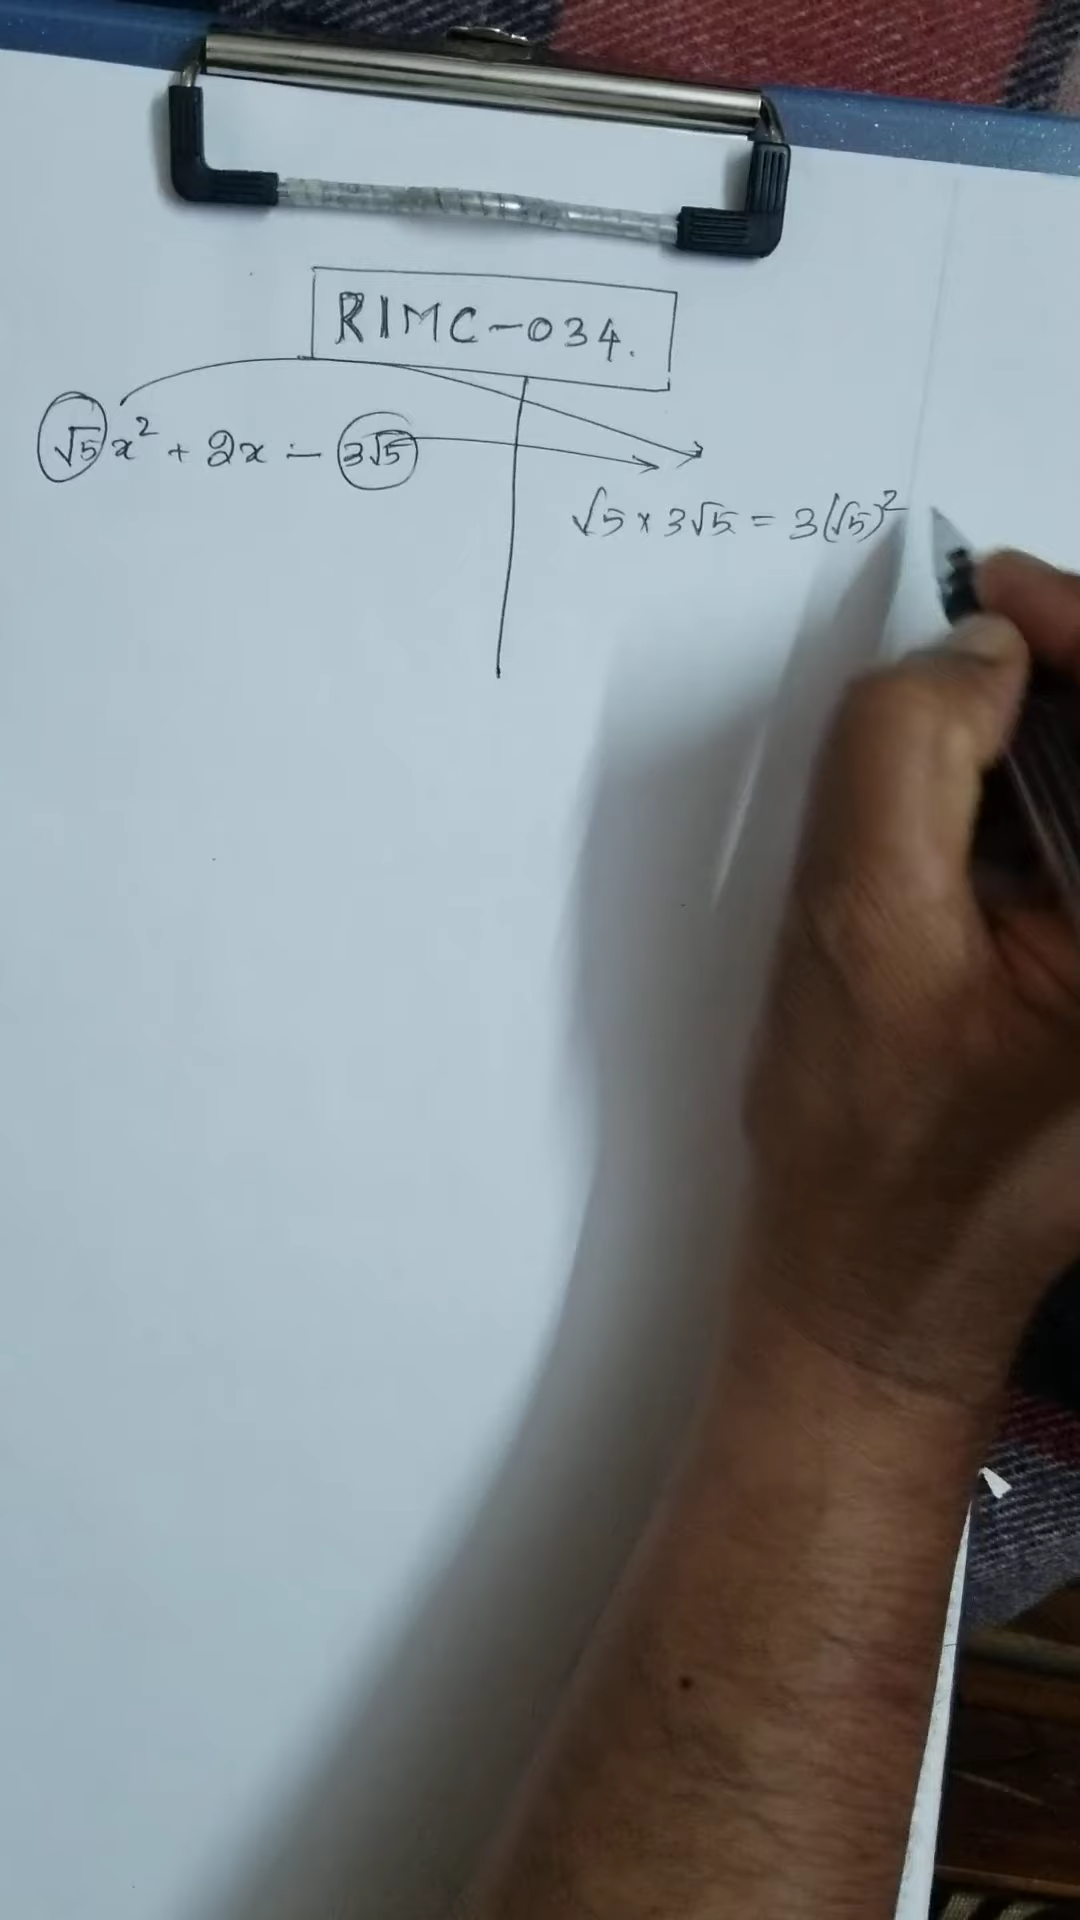 RIMC-034.
√5x² + 2x - 3√5
√5 × 3√5 = 3(√5)²